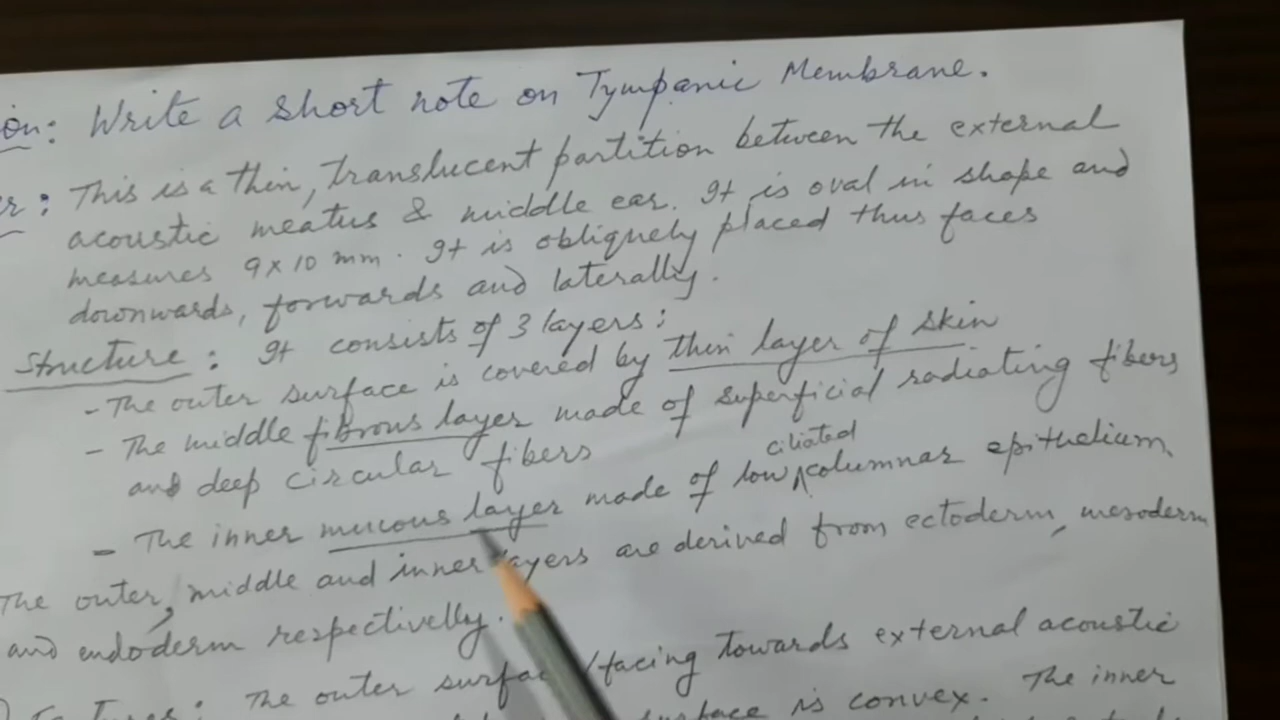 on: Write a short note on Tympanic Membrane.
er: This is a thin, translucent partition between the external
acoustic meatus & middle ear. It is oval in shape and
measures 9 x 10 mm. It is obliquely placed thus faces
downwards, forwards and laterally.
Structure: It consists of 3 layers:
- The outer surface is covered by thin layer of skin
- The middle fibrous layer made of superficial radiating fibers
and deep circular fibers
- The inner mucous layer made of low ciliated columnar epithelium.
The outer, middle and inner layers are derived from ectoderm, mesoderm
and endoderm respectivelly.
The outer surfac /facing towards external acoustic
surface is convex. The inner